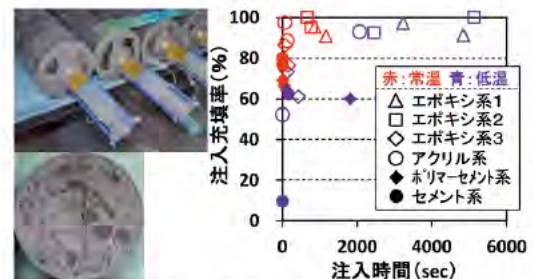 注入充填率(%)
100
80
60
40
20
0
赤:常温 青:低温
エポキシ系1
エポキシ系2
エポキシ系3
アクリル系
ポリマーセメント系
セメント系
0 2000 4000 6000
注入時間(sec)